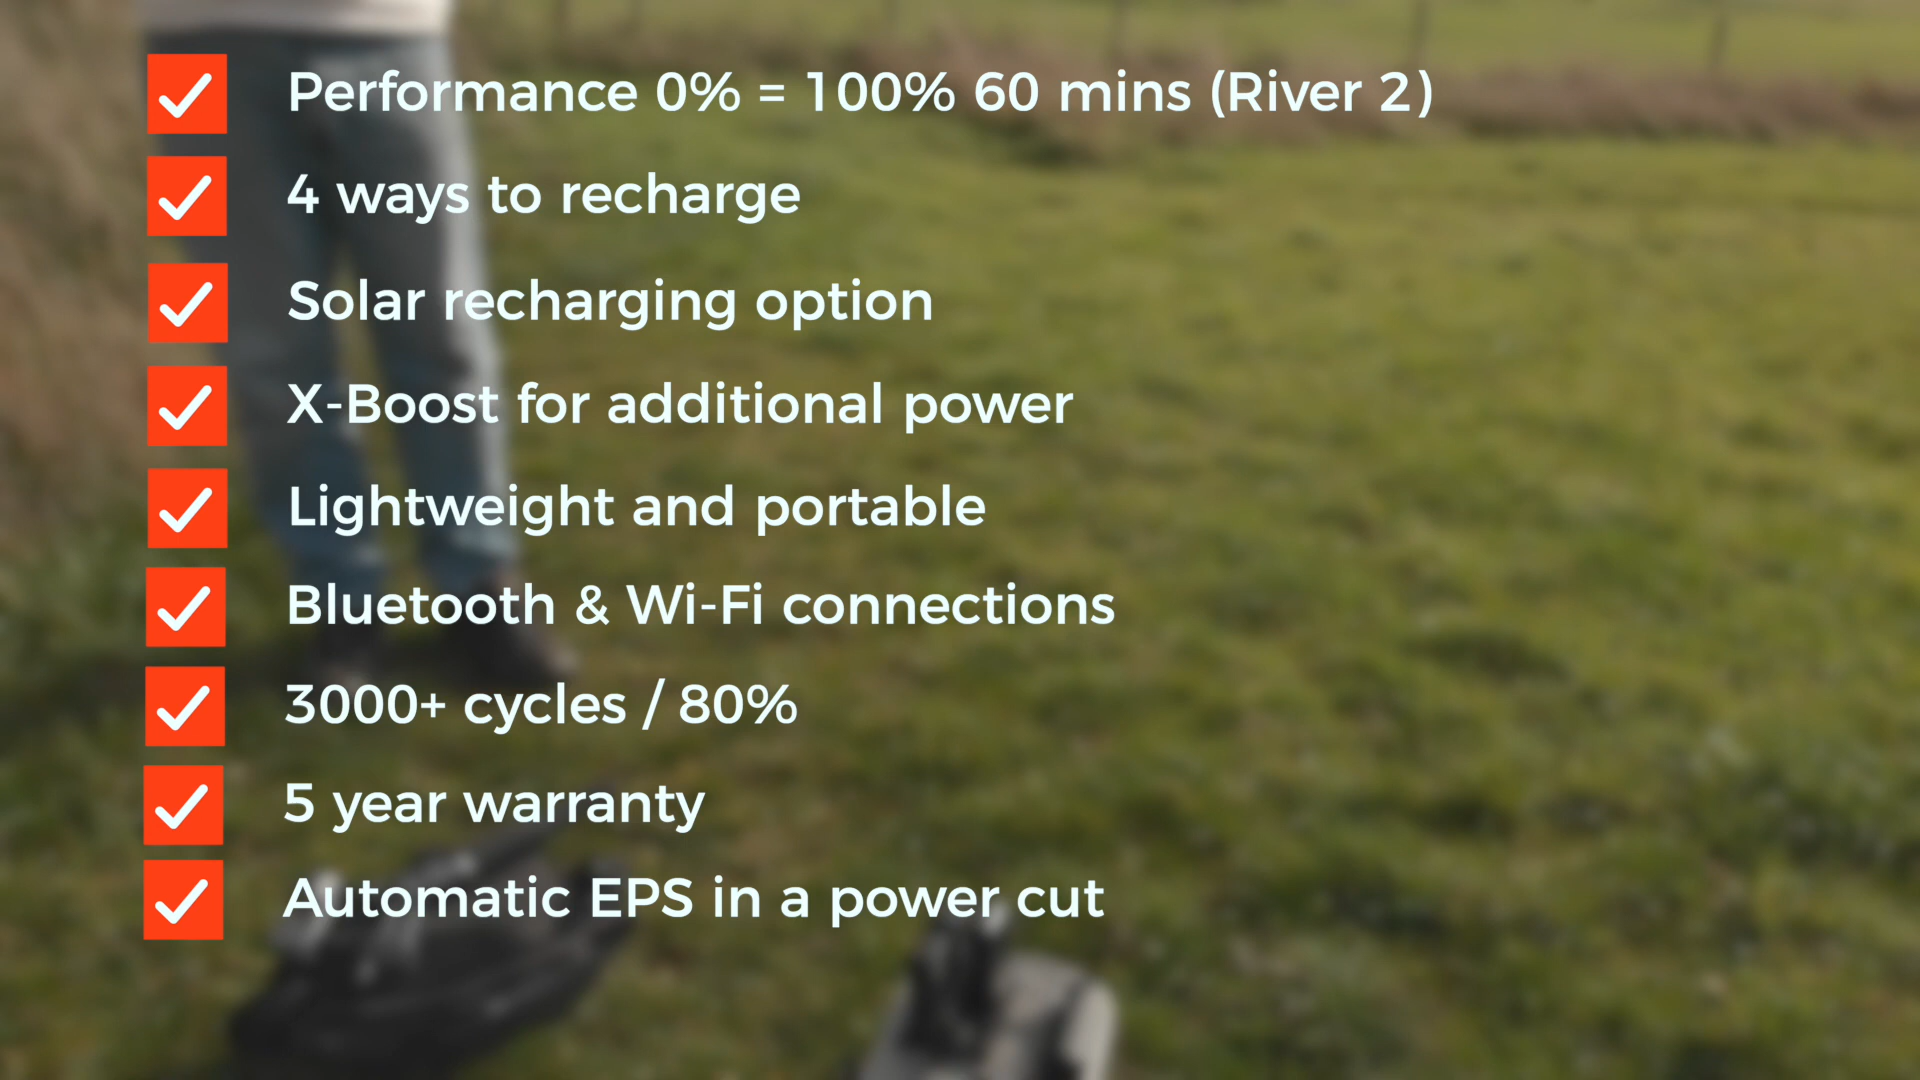 Performance 0% = 100% 60 mins (River 2)
4 ways to recharge
Solar recharging option
X-Boost for additional power
Lightweight and portable
Bluetooth & Wi-Fi connections
3000+ cycles / 80%
5 year warranty
Automatic EPS in a power cut